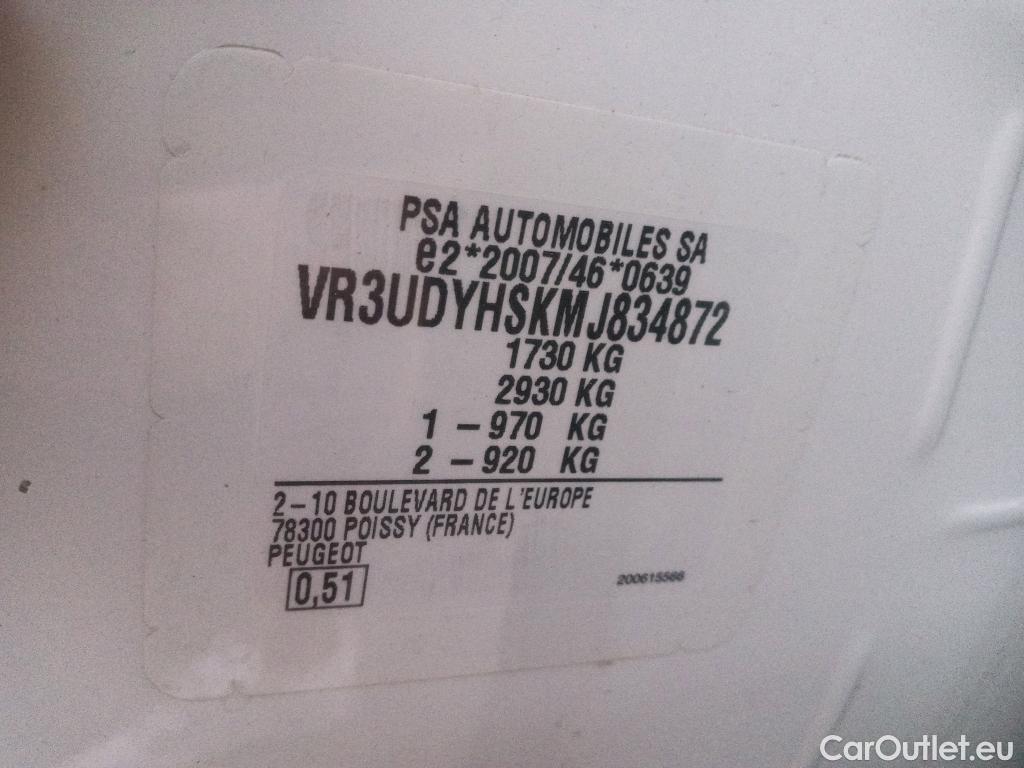 PSA AUTOMOBILES SA
e2*2007/46*0639
VR3UDYHSKMJ834872
1730 KG
2930 KG
1 – 970 KG
2 – 920 KG
2–10 BOULEVARD DE L'EUROPE
78300 POISSY (FRANCE)
PEUGEOT
0,51
200615566
CarOutlet.eu